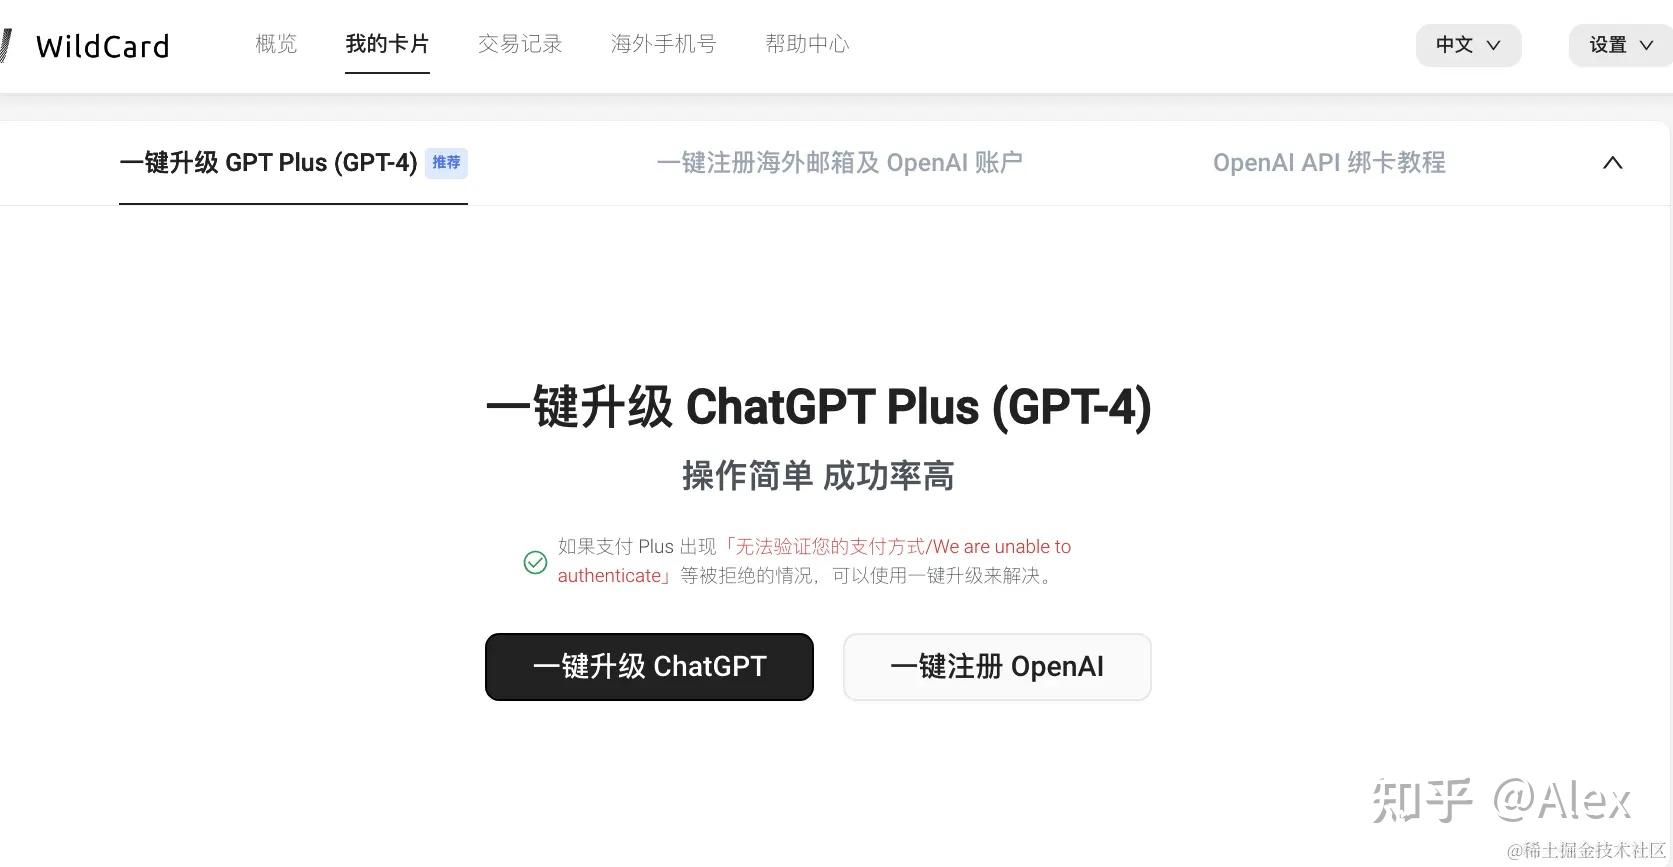 WildCard
概览
我的卡片
交易记录
海外手机号
帮助中心
中文
设置
一键升级 GPT Plus (GPT-4) 推荐
一键注册海外邮箱及 OpenAI 账户
OpenAI API 绑卡教程
一键升级 ChatGPT Plus (GPT-4)
操作简单 成功率高
如果支付 Plus 出现「无法验证您的支付方式/We are unable to
authenticate」等被拒绝的情况，可以使用一键升级来解决。
一键升级 ChatGPT
一键注册 OpenAI
知乎 @Alex
@稀土掘金技术社区